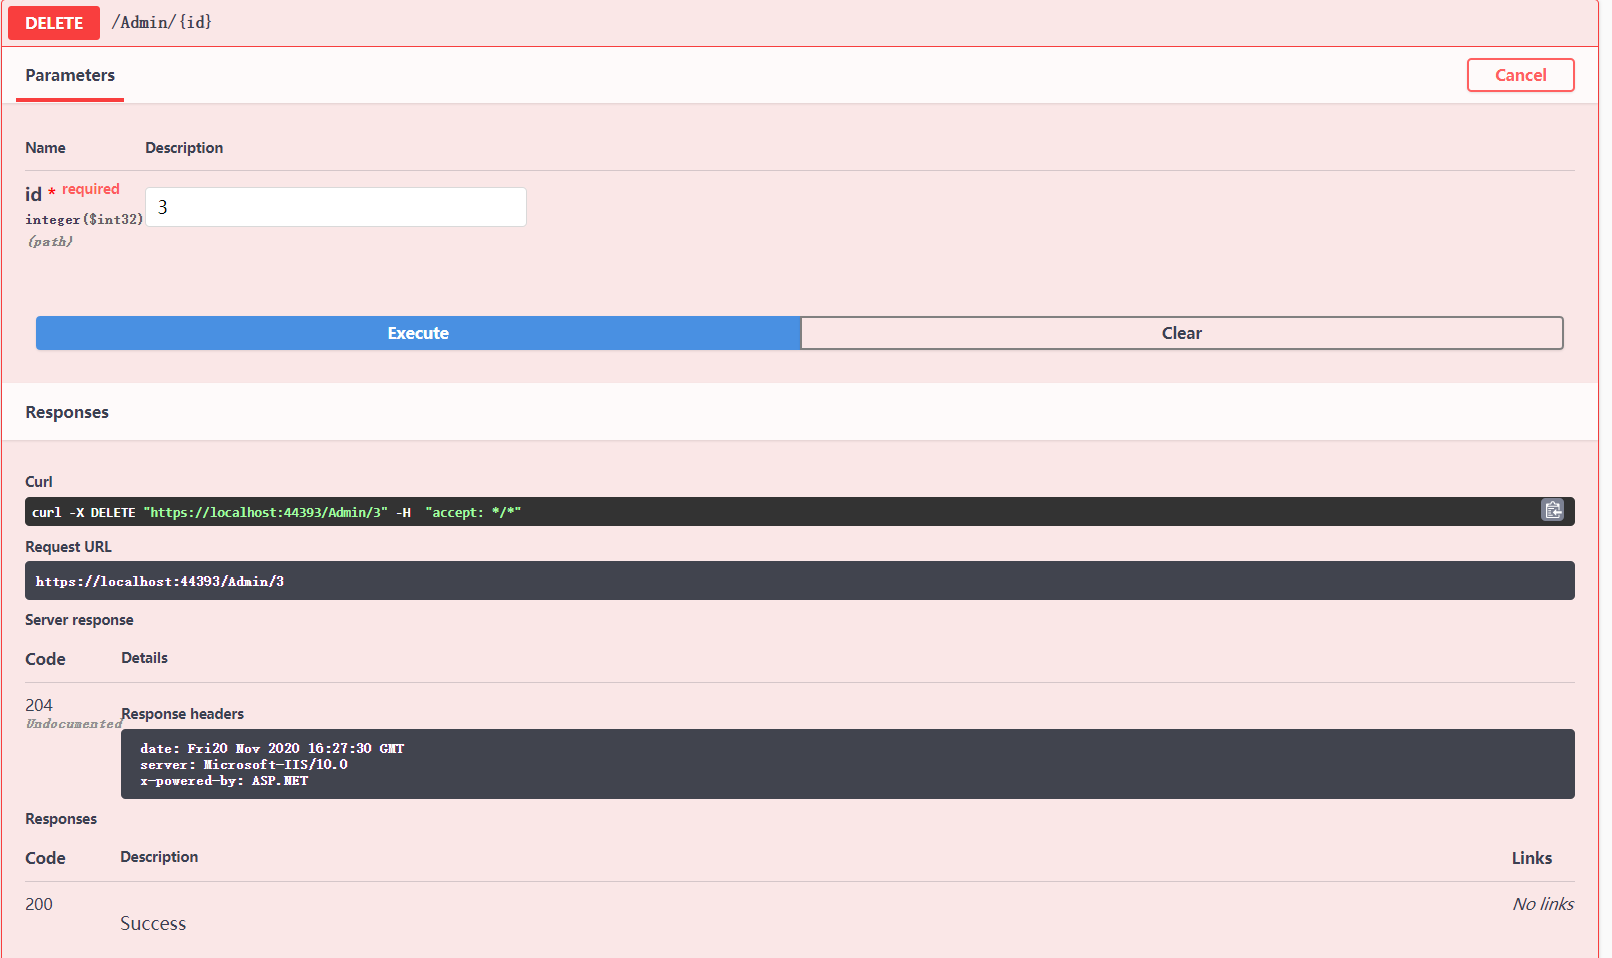 DELETE /Admin/{id}
Parameters Cancel
Name Description
id * required 3
integer($int32)
(path)
Execute Clear
Responses
Curl
curl -X DELETE "https://localhost:44393/Admin/3" -H  "accept: */*"
Request URL
https://localhost:44393/Admin/3
Server response
Code Details
204
Undocumented
Response headers
date: Fri20 Nov 2020 16:27:30 GMT
server: Microsoft-IIS/10.0
x-powered-by: ASP.NET
Responses
Code Description Links
200 No links
Success